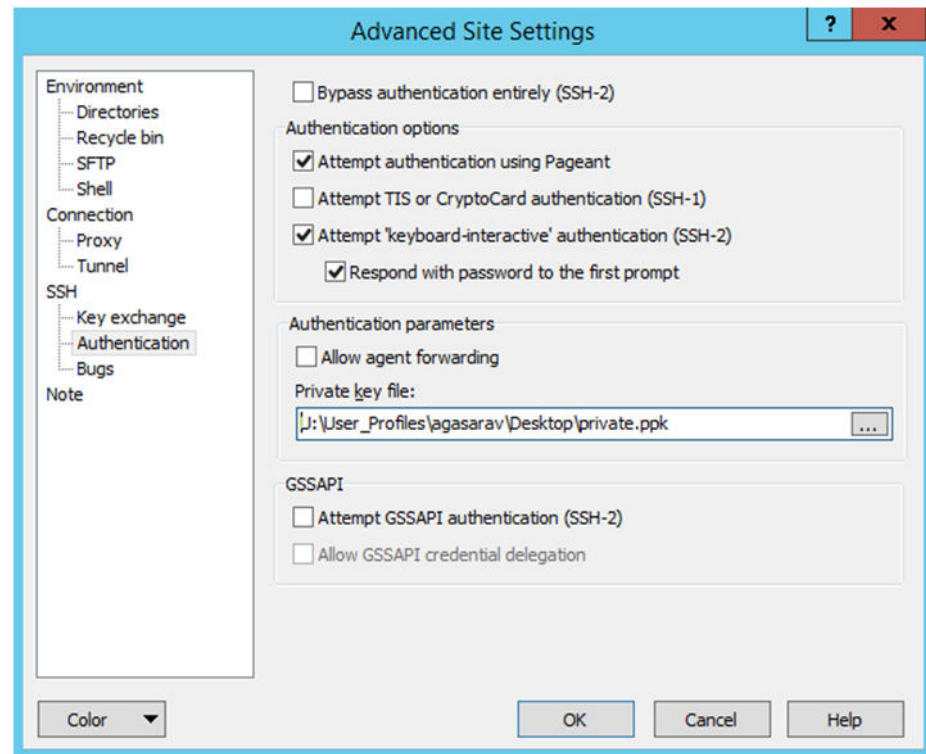 Advanced Site Settings
?
x
Environment
Directories
Recycle bin
SFTP
Shell
Connection
Proxy
Tunnel
SSH
Key exchange
Authentication
Bugs
Note
Bypass authentication entirely (SSH-2)
Authentication options
Attempt authentication using Pageant
Attempt TIS or CryptoCard authentication (SSH-1)
Attempt 'keyboard-interactive' authentication (SSH-2)
Respond with password to the first prompt
Authentication parameters
Allow agent forwarding
Private key file:
U:\User_Profiles\agasarav\Desktop\private.ppk
...
GSSAPI
Attempt GSSAPI authentication (SSH-2)
Allow GSSAPI credential delegation
Color
OK
Cancel
Help